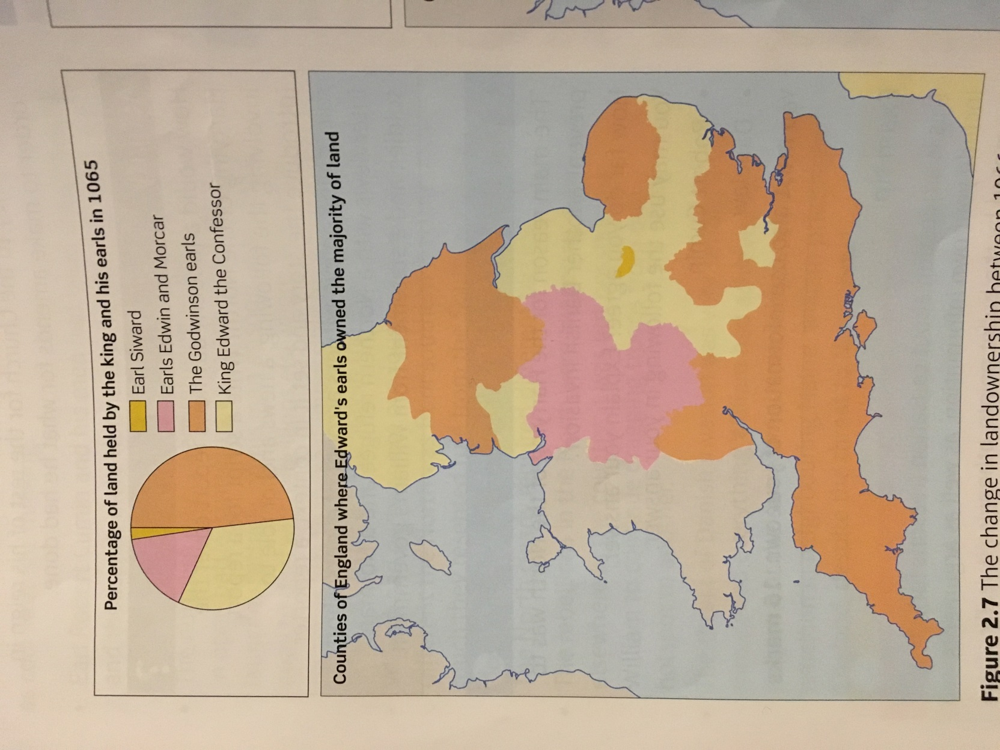 Percentage of land held by the king and his earls in 1065
Earl Siward
Earls Edwin and Morcar
The Godwinson earls
King Edward the Confessor
Counties of England where Edward's earls owned the majority of land
Figure 2.7 The change in landownership between